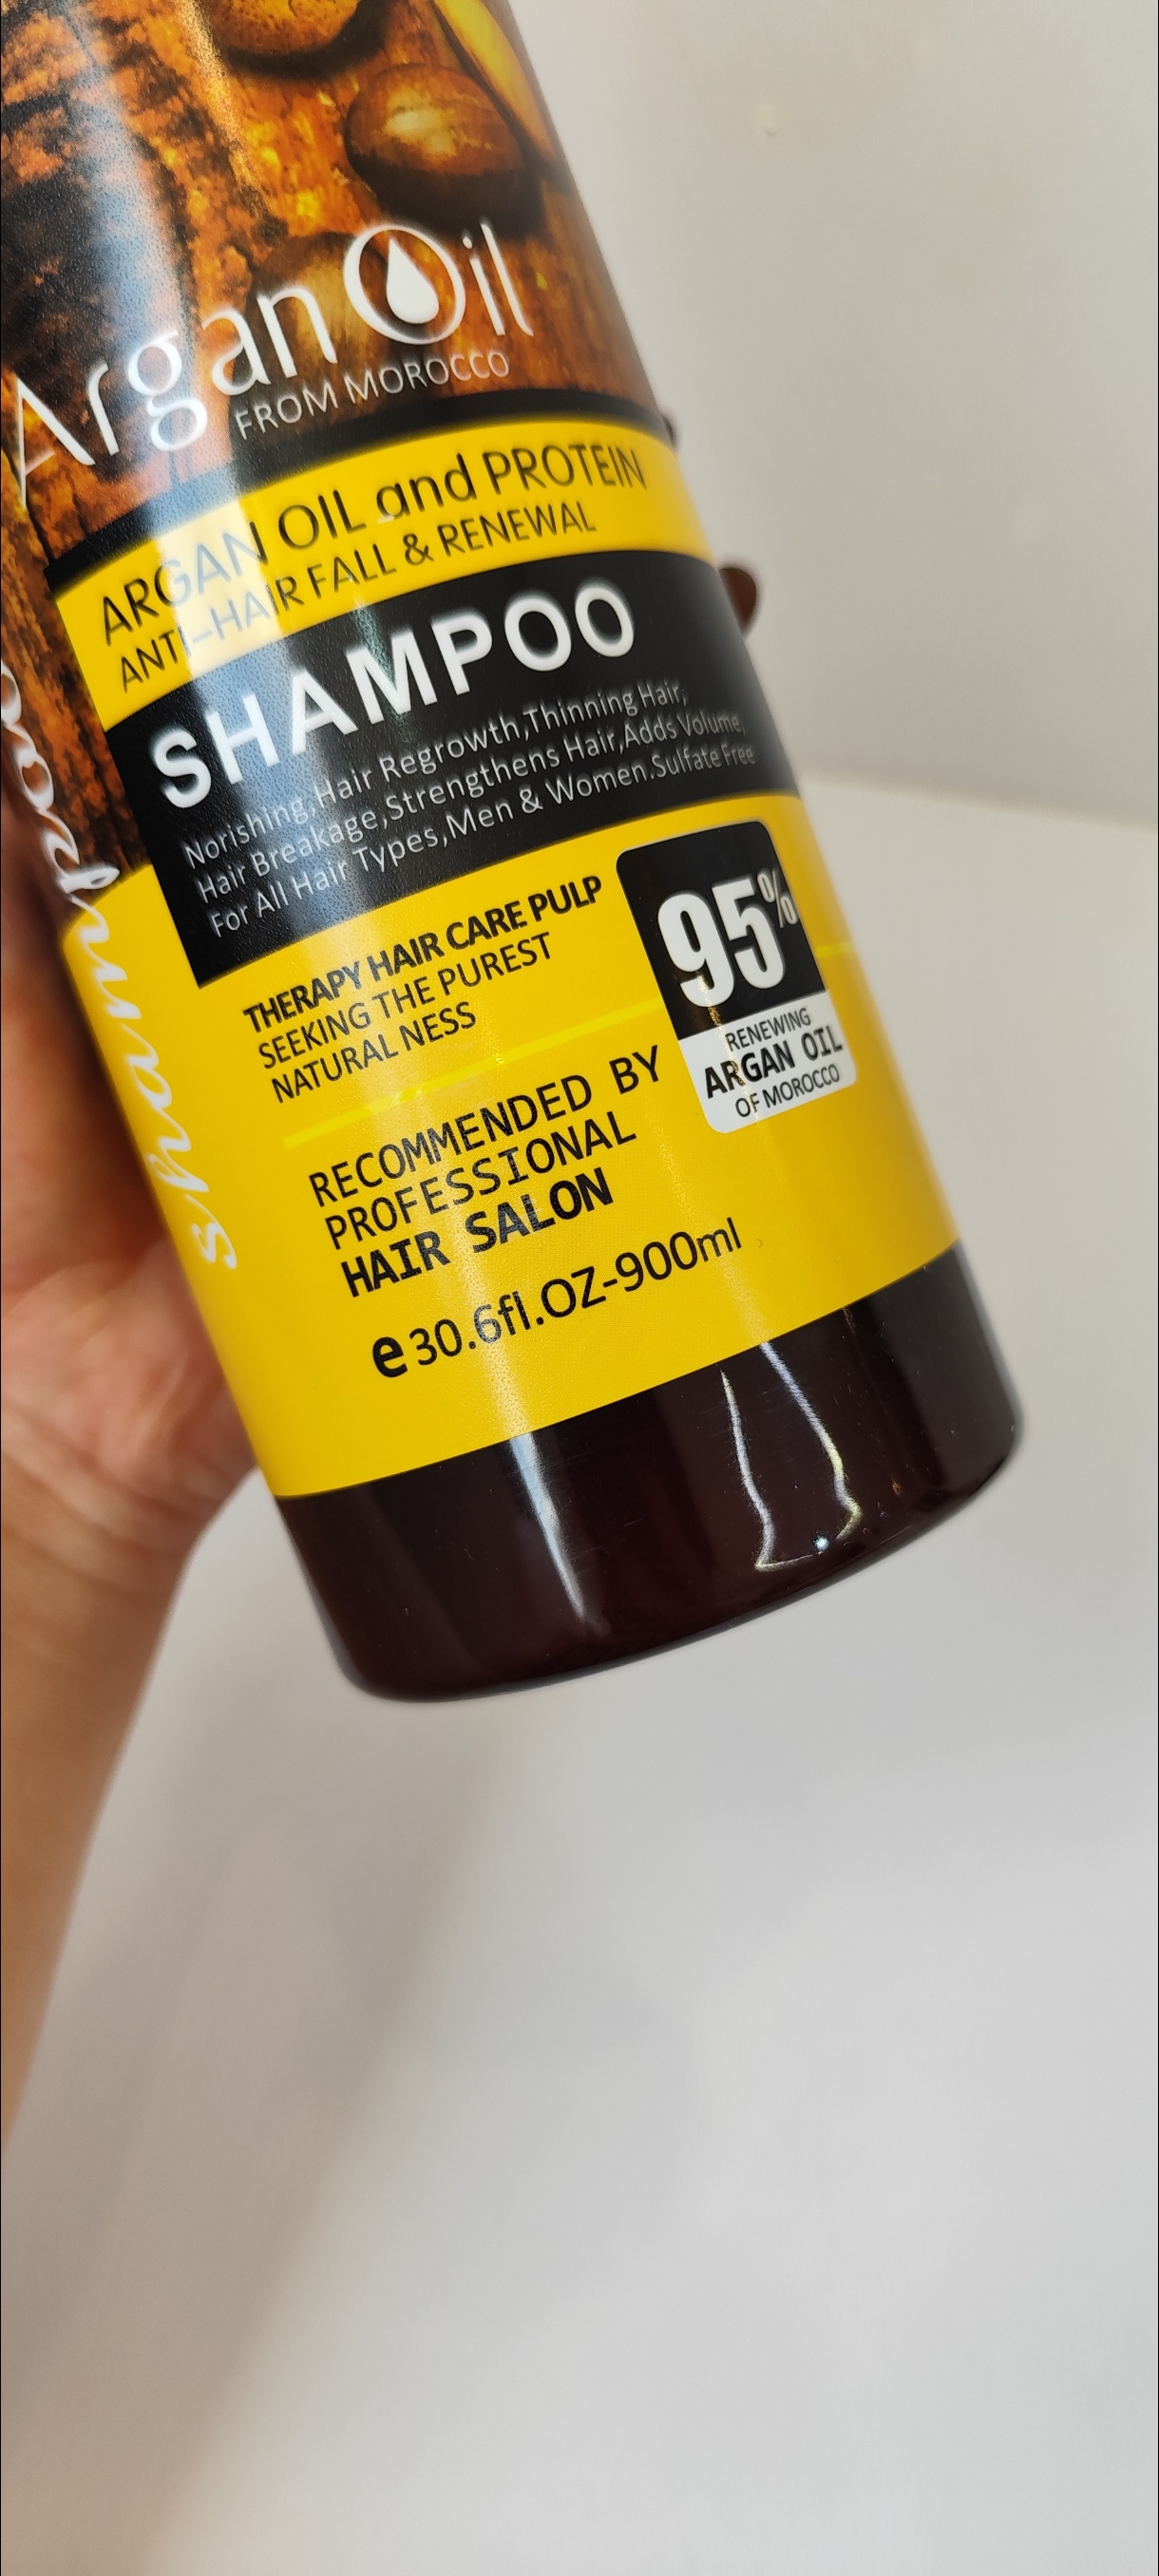 Argan Oil
FROM MOROCCO
ARGAN OIL and PROTEIN
ANTI-HAIR FALL & RENEWAL
SHAMPOO
Norishing,Hair Regrowth,Thinning Hair,
Hair Breakage,Strengthens Hair,Adds Volume,
For All Hair Types,Men & Women.Sulfate Free
THERAPY HAIR CARE PULP
SEEKING THE PUREST
NATURAL NESS
95%
RENEWING
ARGAN OIL
OF MOROCCO
RECOMMENDED BY
PROFESSIONAL
HAIR SALON
e 30.6fl.OZ-900ml
shampoo